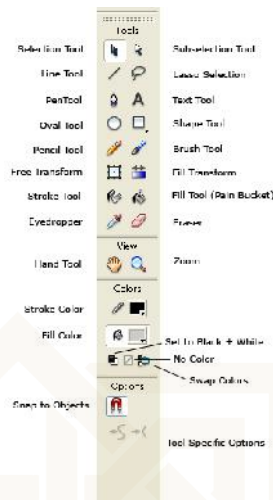 Tools
Selection Tool
Subselection Tool
Line Tool
Lasso Selection
PenTool
Text Tool
Oval Tool
Shape Tool
Pencil Tool
Brush Tool
Free Transform
Fill Transform
Stroke Tool
Fill Tool (Pain Bucket)
Eyedropper
Eraser
View
Hand Tool
Zoom
Colors
Stroke Color
Fill Color
Set to Black + White
No Color
Swap Colors
Options
Snap to Objects
Tool Specific Options